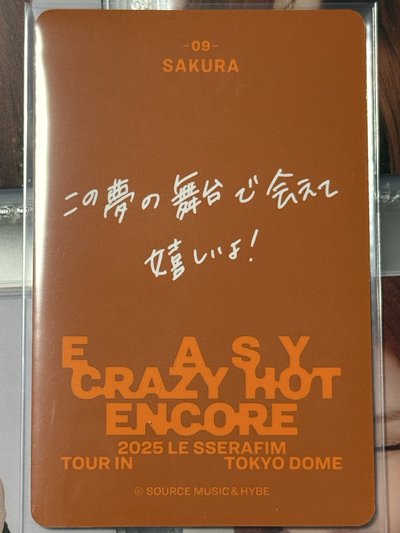 -09-
SAKURA
この夢の舞台で会えて
嬉しいよ!
EASY
CRAZY HOT
ENCORE
2025 LE SSERAFIM
TOUR IN TOKYO DOME
© SOURCE MUSIC & HYBE